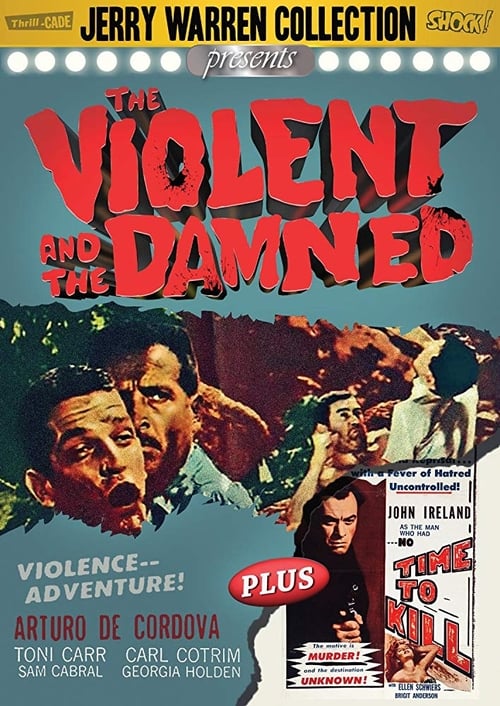 Thrill-CADE JERRY WARREN COLLECTION SHOCK!
presents
THE
VIOLENT
AND THE DAMNED
with a Fever of Hatred
Uncontrolled!
JOHN IRELAND
AS THE MAN
WHO HAD
---NO
TIME
TO
KILL
VIOLENCE--
ADVENTURE!
PLUS
ARTURO DE CORDOVA
TONI CARR CARL COTRIM
SAM CABRAL GEORGIA HOLDEN
The motive is
MURDER!
and the destination
UNKNOWN!
with ELLEN SCHWIERS
BRIGIT ANDERSON